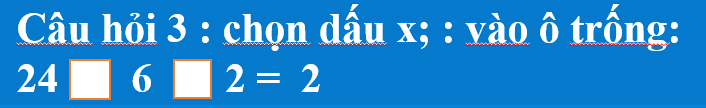 Câu hỏi 3 : chọn dấu x; : vào ô trống:
24 □ 6 □ 2 = 2